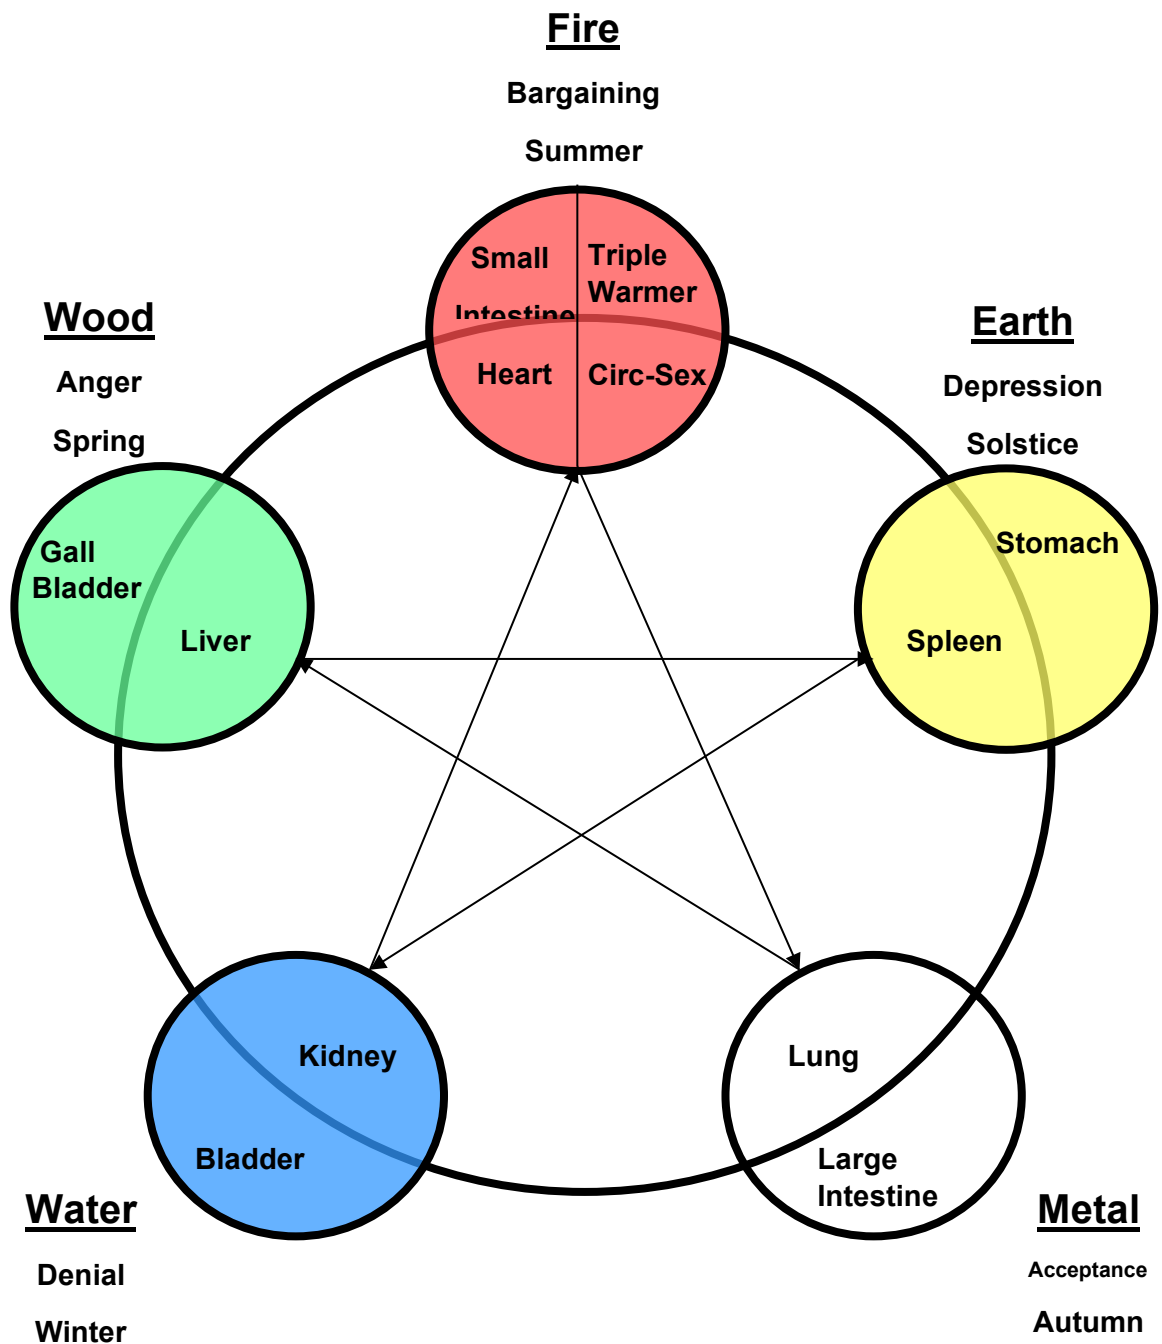 Fire
Bargaining
Summer
Small
Intestine
Triple
Warmer
Heart
Circ-Sex
Wood
Anger
Spring
Gall
Bladder
Liver
Earth
Depression
Solstice
Stomach
Spleen
Kidney
Bladder
Water
Denial
Winter
Lung
Large
Intestine
Metal
Acceptance
Autumn